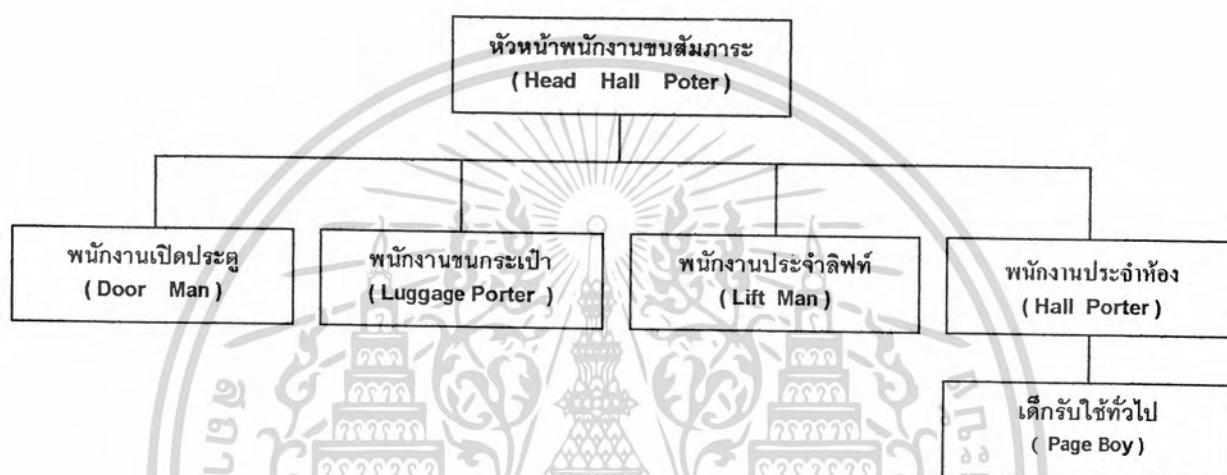 หัวหน้าพนักงานขนสัมภาระ
( Head Hall Poter )
พนักงานเปิดประตู
( Door Man )
พนักงานขนกระเป๋า
( Luggage Porter )
พนักงานประจำลิฟท์
( Lift Man )
พนักงานประจำห้อง
( Hall Porter )
เด็กรับใช้ทั่วไป
( Page Boy )